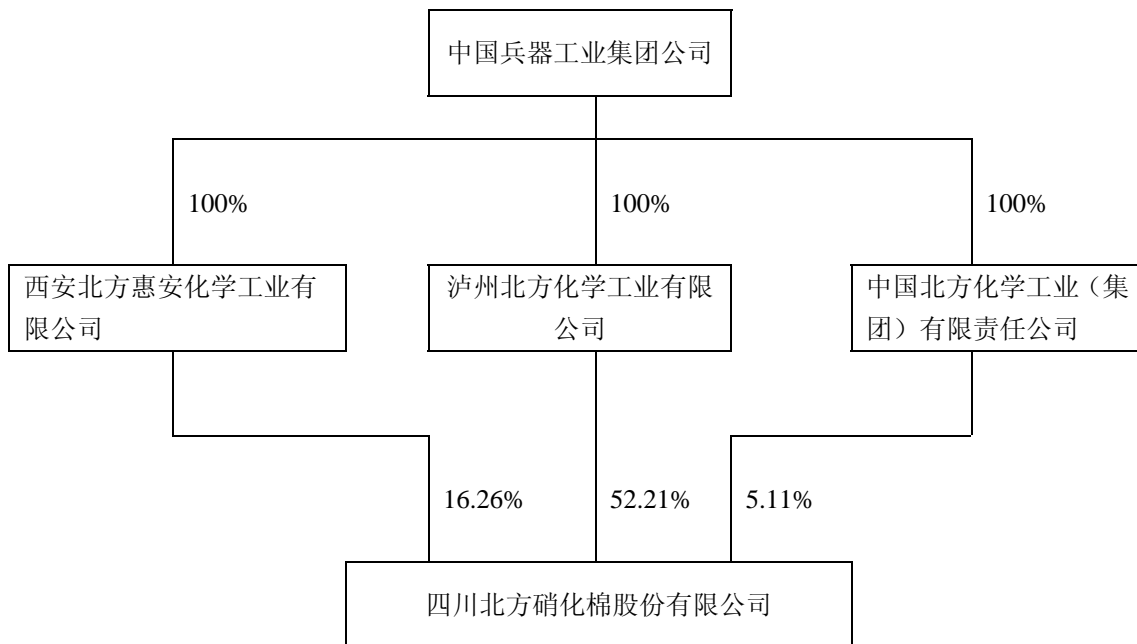 中国兵器工业集团公司
100%
100%
100%
西安北方惠安化学工业有
限公司
泸州北方化学工业有限
公司
中国北方化学工业（集
团）有限责任公司
16.26%
52.21%
5.11%
四川北方硝化棉股份有限公司